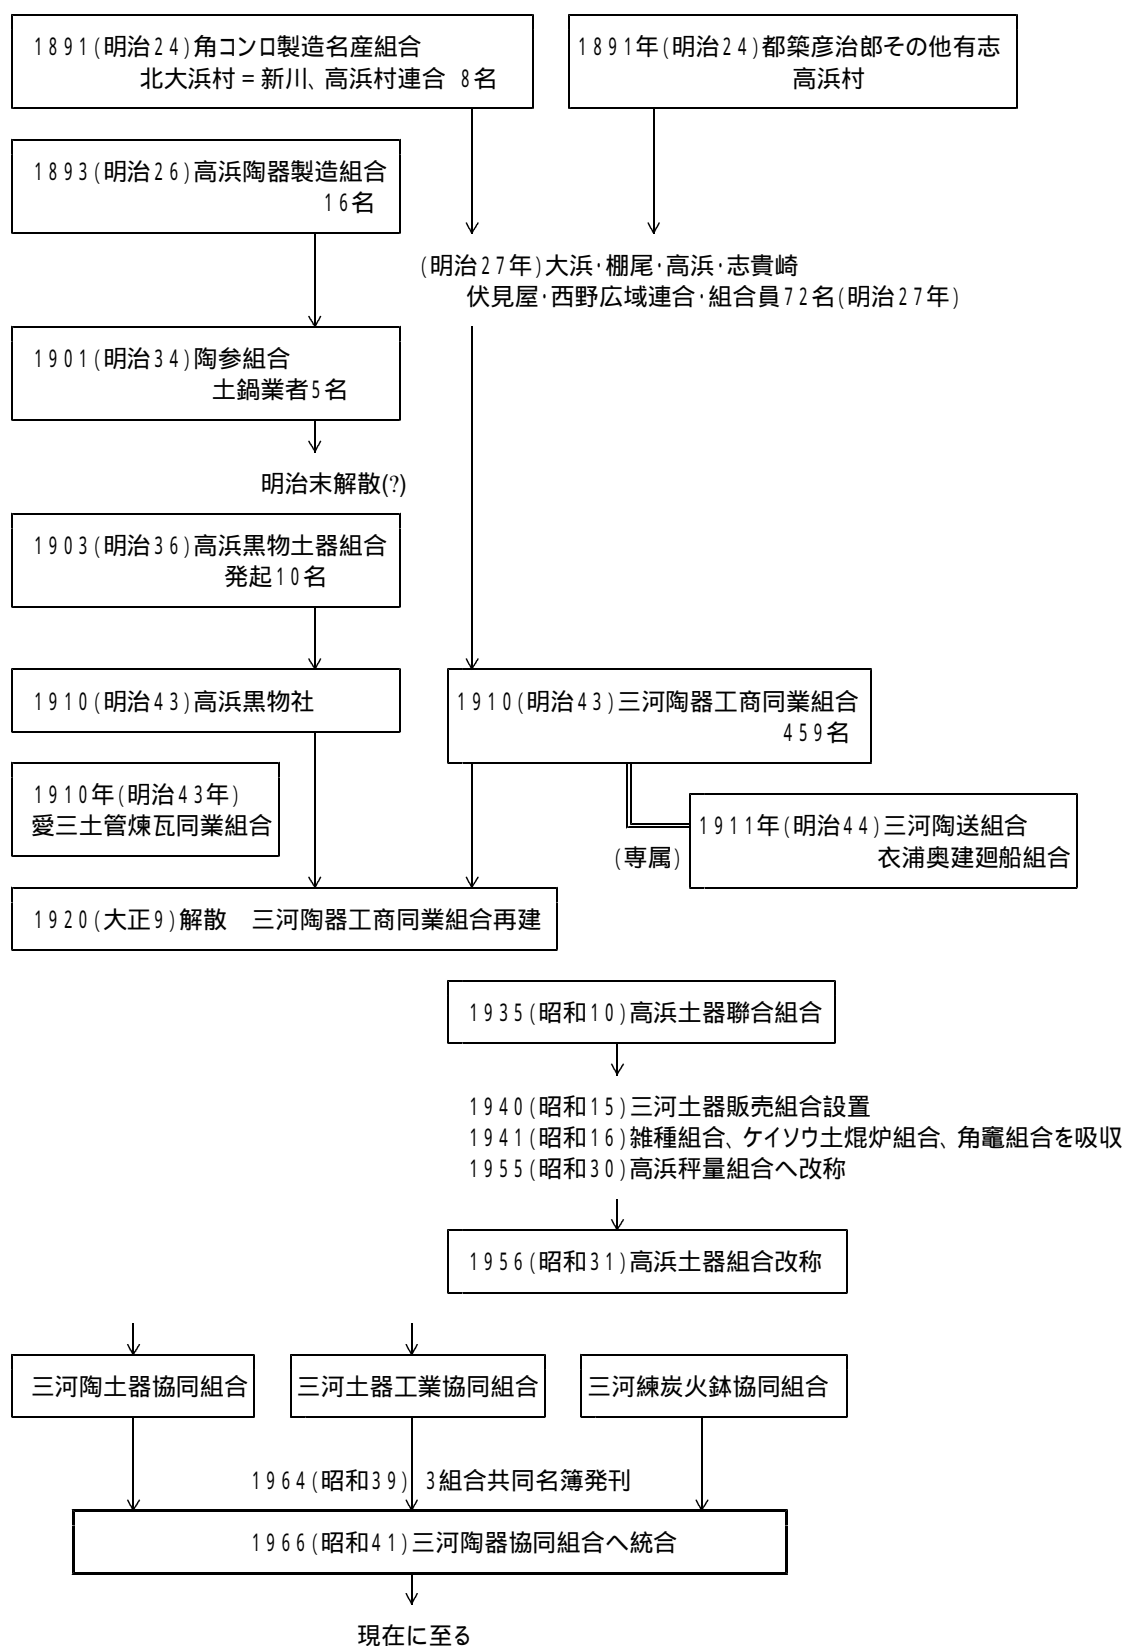 1891(明治24)角コンロ製造名産組合
北大浜村=新川、高浜村連合 8名
1891年(明治24)都築彦治郎その他有志
高浜村
1893(明治26)高浜陶器製造組合
16名
(明治27年)大浜・棚尾・高浜・志貴崎
伏見屋・西野広域連合・組合員72名(明治27年)
1901(明治34)陶参組合
土鍋業者5名
明治末解散(?)
1903(明治36)高浜黒物土器組合
発起10名
1910(明治43)高浜黒物社
1910(明治43)三河陶器工商同業組合
459名
1910年(明治43年)
愛三土管煉瓦同業組合
1911年(明治44)三河陶送組合
(専属)
衣浦奥建廻船組合
1920(大正9)解散 三河陶器工商同業組合再建
1935(昭和10)高浜土器聯合組合
1940(昭和15)三河土器販売組合設置
1941(昭和16)雑種組合、ケイソウ土焜炉組合、角竈組合を吸収
1955(昭和30)高浜秤量組合へ改称
1956(昭和31)高浜土器組合改称
三河陶土器協同組合
三河土器工業協同組合
三河練炭火鉢協同組合
1964(昭和39) 3組合共同名簿発刊
1966(昭和41)三河陶器協同組合へ統合
現在に至る